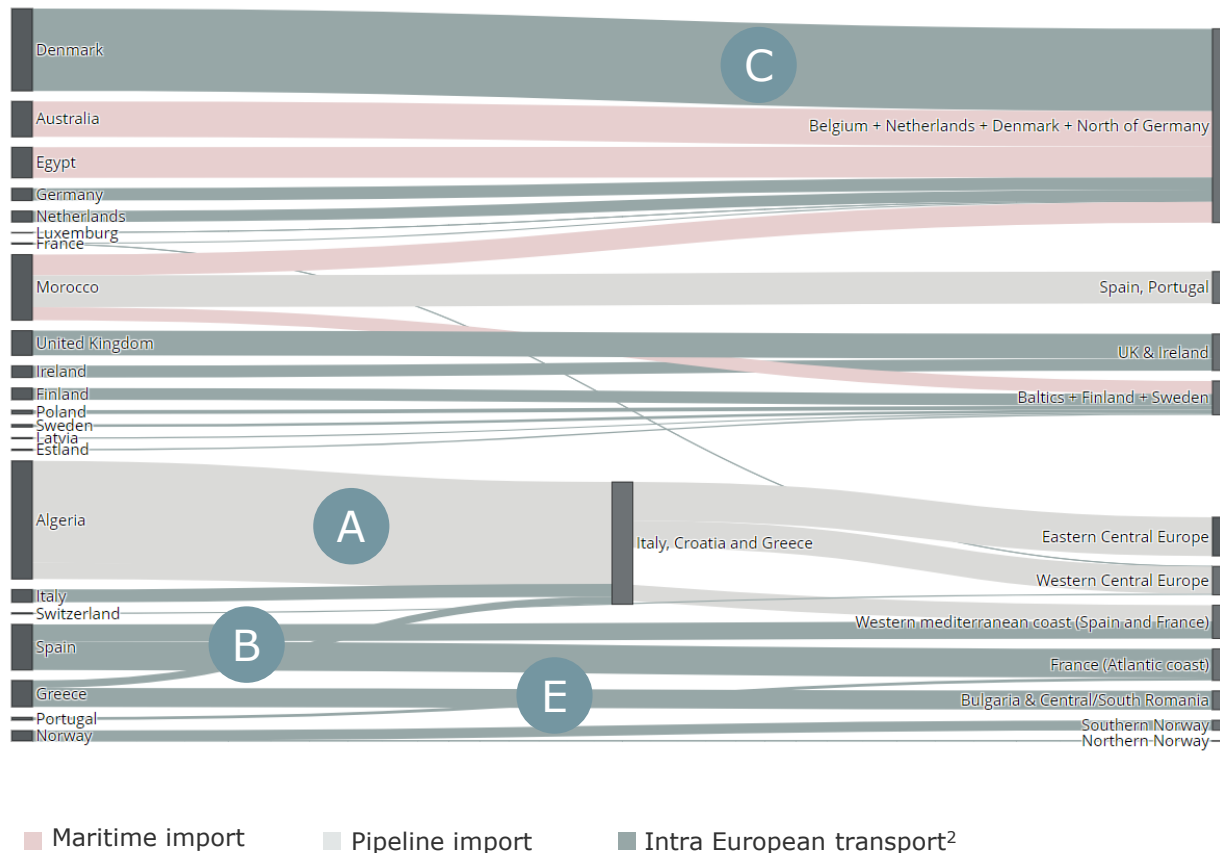 Denmark
C
Australia
Belgium + Netherlands + Denmark + North of Germany
Egypt
Germany
Netherlands
Luxemburg
France
Morocco
Spain, Portugal
United Kingdom
UK & Ireland
Ireland
Finland
Baltics + Finland + Sweden
Poland
Sweden
Latvia
Estland
Algeria
A
Italy, Croatia and Greece
Eastern Central Europe
Western Central Europe
Italy
Switzerland
Western mediterranean coast (Spain and France)
B
Spain
France (Atlantic coast)
Greece
E
Bulgaria & Central/South Romania
Portugal
Southern Norway
Norway
Northern Norway
Maritime import
Pipeline import
Intra European transport²